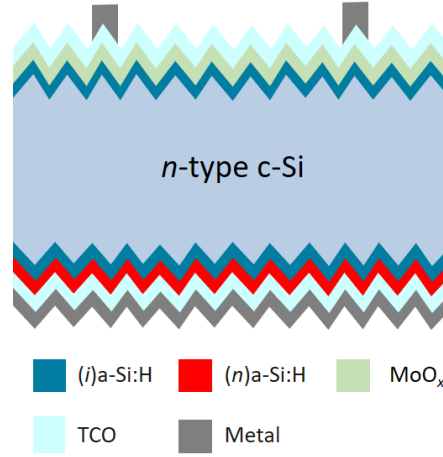 n-type c-Si
(i)a-Si:H
(n)a-Si:H
MoOx
TCO
Metal